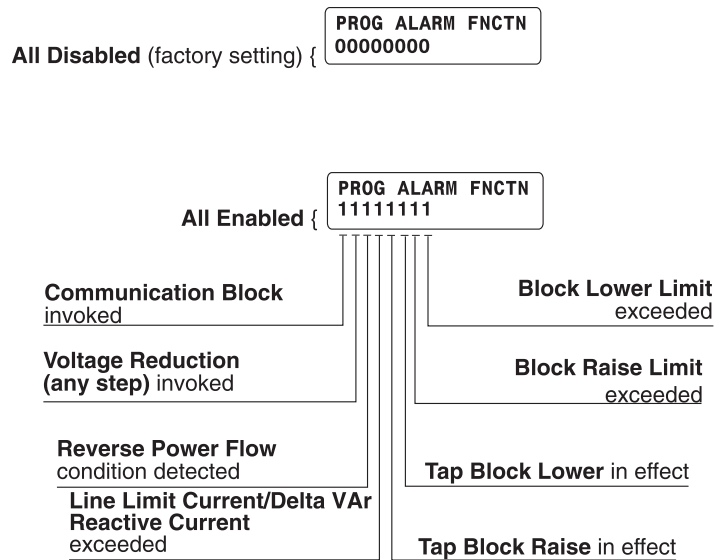 PROG ALARM FNCTN
All Disabled (factory setting) {
00000000
PROG ALARM FNCTN
All Enabled {
11111111
Communication Block
invoked
Block Lower Limit
exceeded
Voltage Reduction
(any step) invoked
Block Raise Limit
exceeded
Reverse Power Flow
condition detected
Tap Block Lower in effect
Line Limit Current/Delta VAr
Reactive Current
exceeded
Tap Block Raise in effect